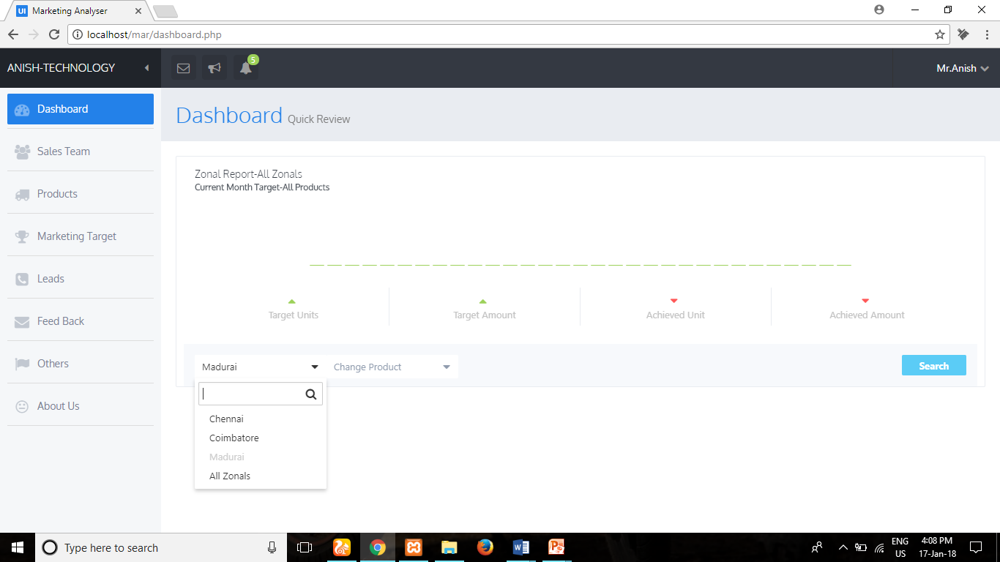 UI Marketing Analyser
localhost/mar/dashboard.php
ANISH-TECHNOLOGY
5
Mr.Anish
Dashboard
Sales Team
Products
Marketing Target
Leads
Feed Back
Others
About Us
Dashboard Quick Review
Zonal Report-All Zonals
Current Month Target-All Products
Target Units
Target Amount
Achieved Unit
Achieved Amount
Madurai
Change Product
Search
Chennai
Coimbatore
Madurai
All Zonals
Type here to search
ENG
US
4:08 PM
17-Jan-18